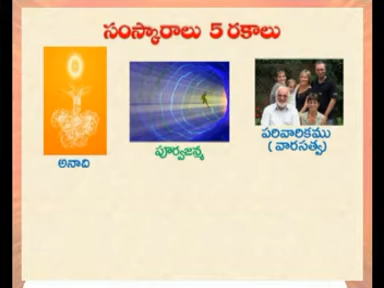 సంస్కారాలు 5 రకాలు
అనాది
పూర్వజన్మ
పరివారికము
( వారసత్వ)